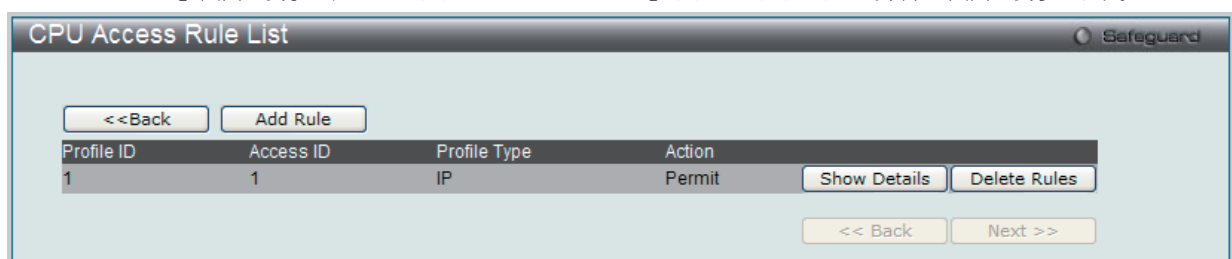 CPU Access Rule List
Safeguard
<<Back Add Rule
Profile ID Access ID Profile Type Action
1 1 IP Permit Show Details Delete Rules
<< Back Next >>